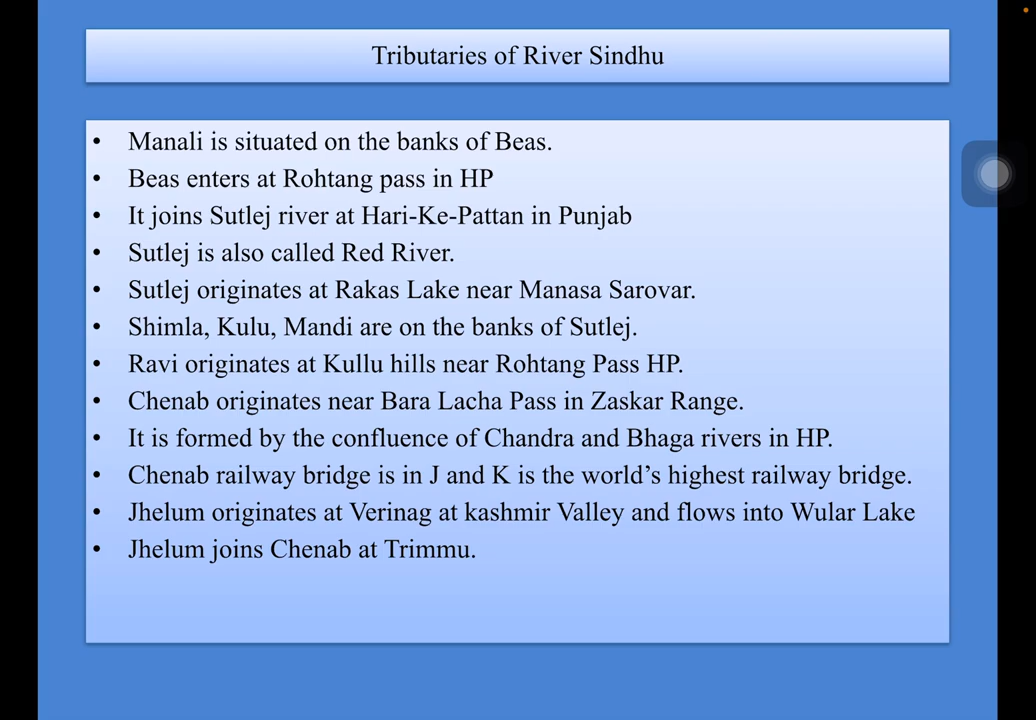 Tributaries of River Sindhu
• Manali is situated on the banks of Beas.
• Beas enters at Rohtang pass in HP
• It joins Sutlej river at Hari-Ke-Pattan in Punjab
• Sutlej is also called Red River.
• Sutlej originates at Rakas Lake near Manasa Sarovar.
• Shimla, Kulu, Mandi are on the banks of Sutlej.
• Ravi originates at Kullu hills near Rohtang Pass HP.
• Chenab originates near Bara Lacha Pass in Zaskar Range.
• It is formed by the confluence of Chandra and Bhaga rivers in HP.
• Chenab railway bridge is in J and K is the world’s highest railway bridge.
• Jhelum originates at Verinag at kashmir Valley and flows into Wular Lake
• Jhelum joins Chenab at Trimmu.